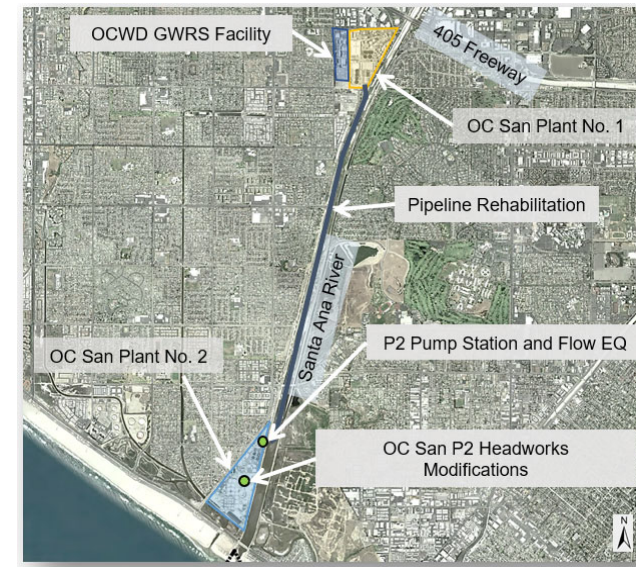 OCWD GWRS Facility
405 Freeway
OC San Plant No. 1
Pipeline Rehabilitation
Santa Ana River
OC San Plant No. 2
P2 Pump Station and Flow EQ
OC San P2 Headworks
Modifications
N